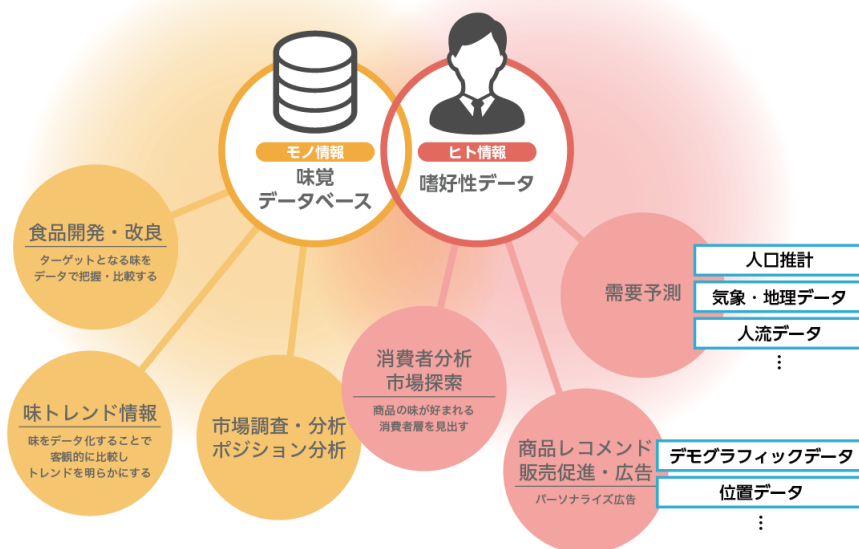 モノ情報
味覚
データベース
ヒト情報
嗜好性データ
食品開発・改良
ターゲットとなる味を
データで把握・比較する
味トレンド情報
味をデータ化することで
客観的に比較し
トレンドを明らかにする
市場調査・分析
ポジション分析
消費者分析
市場探索
商品の味が好まれる
消費者層を見出す
商品レコメンド
販売促進・広告
パーソナライズ広告
デモグラフィックデータ
位置データ
⋮
需要予測
人口推計
気象・地理データ
人流データ
⋮